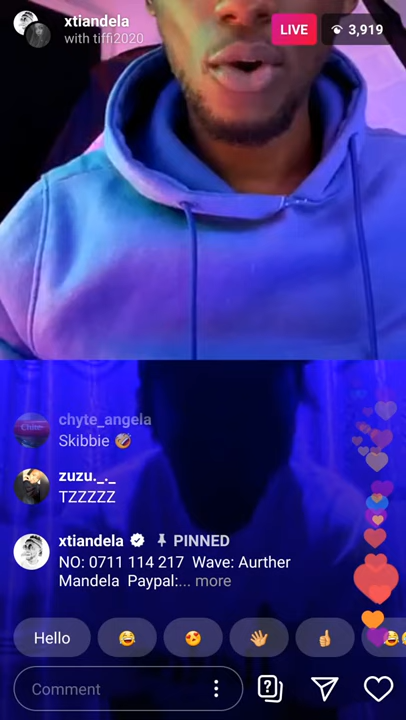 xtiandela
with tiffi2020
LIVE
3,919
chyte_angela
Skibbie 🤣
zuzu._._
TZZZZZ
xtiandela PINNED
NO: 0711 114 217 Wave: Aurther
Mandela Paypal:... more
Hello
Comment